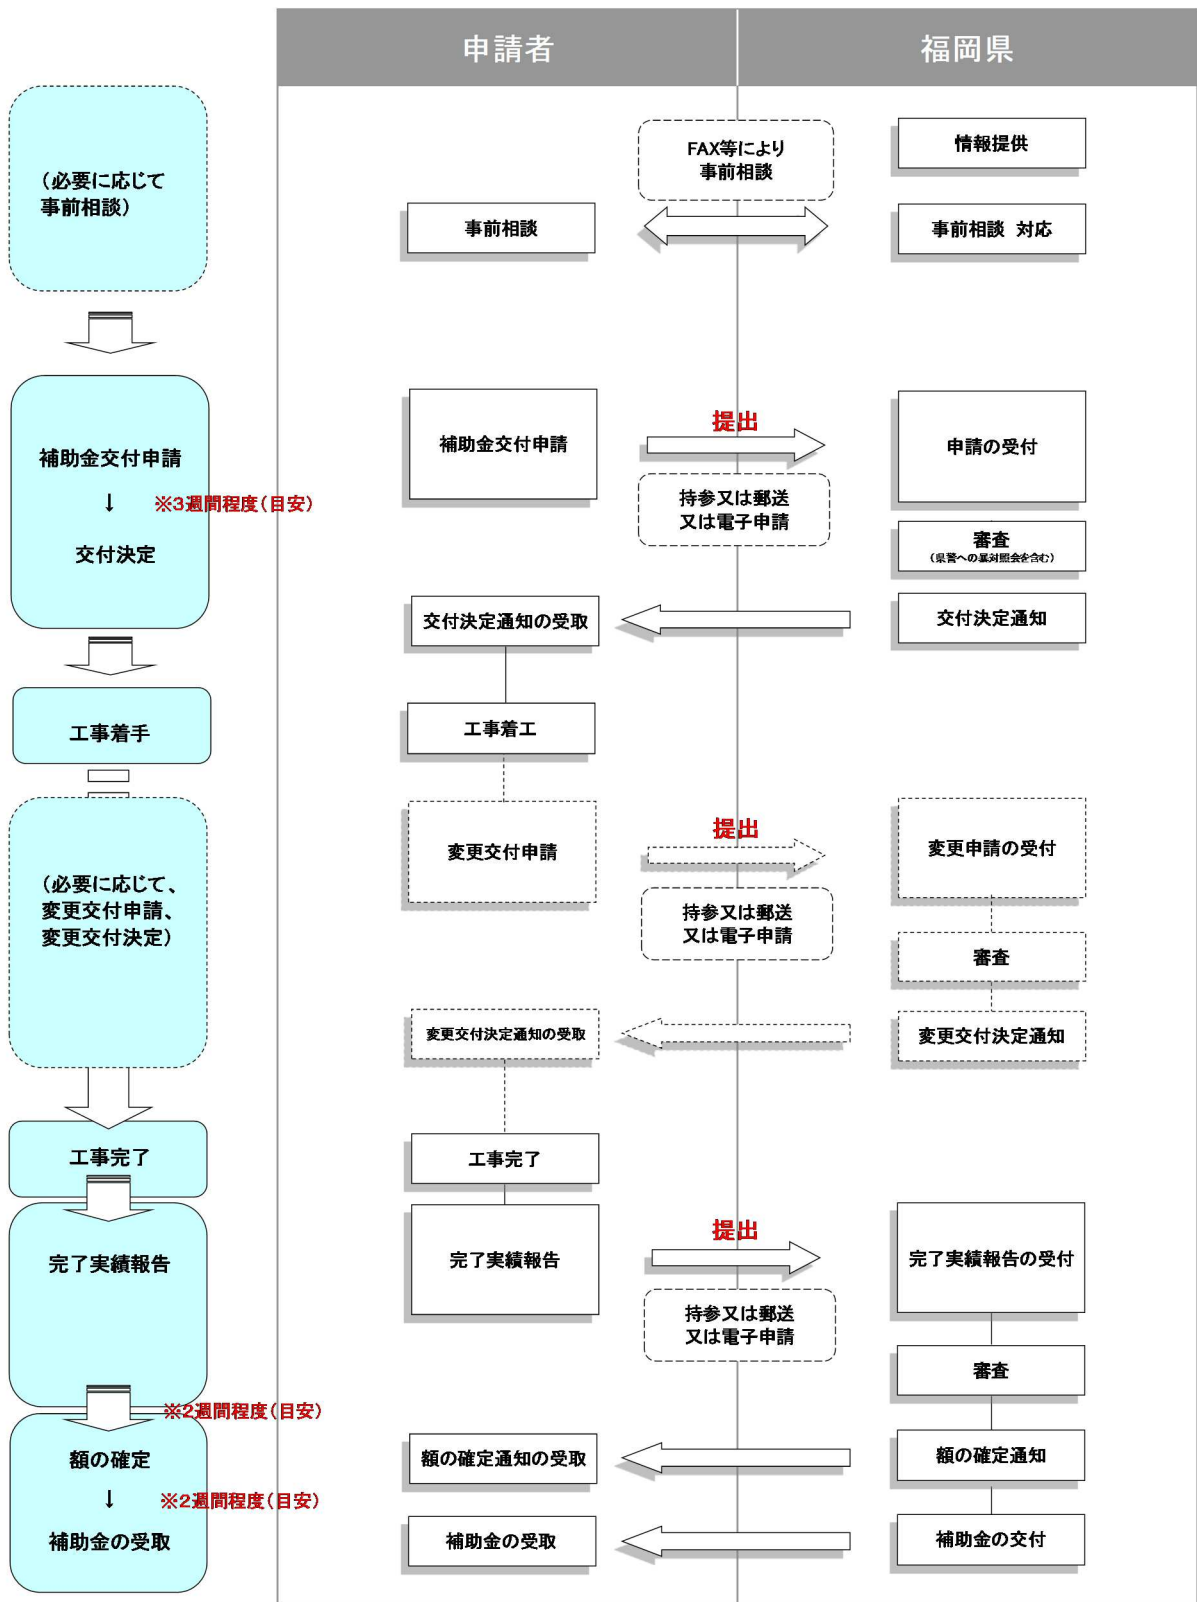 申請者
福岡県
（必要に応じて
事前相談）
FAX等により
事前相談
情報提供
事前相談
事前相談 対応
補助金交付申請
↓
※3週間程度（目安）
交付決定
補助金交付申請
提出
持参又は郵送
又は電子申請
申請の受付
審査
（県警への暴対照会を含む）
交付決定通知の受取
交付決定通知
工事着手
工事着工
（必要に応じて、
変更交付申請、
変更交付決定）
変更交付申請
提出
持参又は郵送
又は電子申請
変更申請の受付
審査
変更交付決定通知の受取
変更交付決定通知
工事完了
工事完了
完了実績報告
完了実績報告
提出
持参又は郵送
又は電子申請
完了実績報告の受付
審査
※2週間程度（目安）
額の確定
↓
※2週間程度（目安）
補助金の受取
額の確定通知の受取
額の確定通知
補助金の受取
補助金の交付